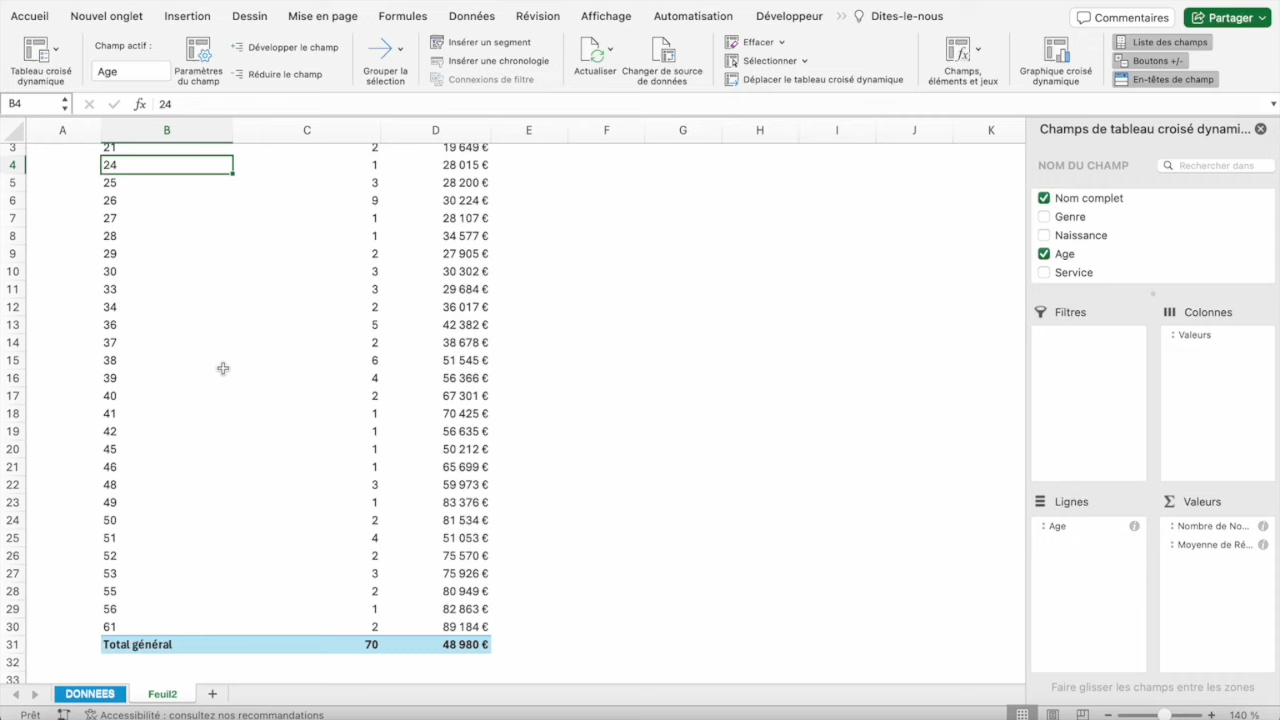 Accueil Nouvel onglet Insertion Dessin Mise en page Formules Données Révision Affichage Automatisation Développeur >> Dites-le-nous Commentaires Partager
Tableau croisé dynamique
Champ actif :
Age
Paramètres du champ
Développer le champ
Réduire le champ
Grouper la sélection
Insérer un segment
Insérer une chronologie
Connexions de filtre
Actualiser
Changer de source de données
Effacer
Sélectionner
Déplacer le tableau croisé dynamique
Champs, éléments et jeux
Graphique croisé dynamique
Liste des champs
Boutons +/-
En-têtes de champ
B4 fx 24
A B C D E F G H I J K
3 21 2 19 649 €
4 24 1 28 015 €
5 25 3 28 200 €
6 26 9 30 224 €
7 27 1 28 107 €
8 28 1 34 577 €
9 29 2 27 905 €
10 30 3 30 302 €
11 33 3 29 684 €
12 34 2 36 017 €
13 36 5 42 382 €
14 37 2 38 678 €
15 38 6 51 545 €
16 39 4 56 366 €
17 40 2 67 301 €
18 41 1 70 425 €
19 42 1 56 635 €
20 45 1 50 212 €
21 46 1 65 699 €
22 48 3 59 973 €
23 49 1 83 376 €
24 50 2 81 534 €
25 51 4 51 053 €
26 52 2 75 570 €
27 53 3 75 926 €
28 55 2 80 949 €
29 56 1 82 863 €
30 61 2 89 184 €
31 Total général 70 48 980 €
32
33
Champs de tableau croisé dynami...
NOM DU CHAMP Rechercher dans
Nom complet
Genre
Naissance
Age
Service
Filtres Colonnes
Valeurs
Lignes Σ Valeurs
Age
Nombre de No...
Moyenne de Ré...
Faire glisser les champs entre les zones
DONNEES Feuil2 +
Prêt Accessibilité : consultez nos recommandations 140 %